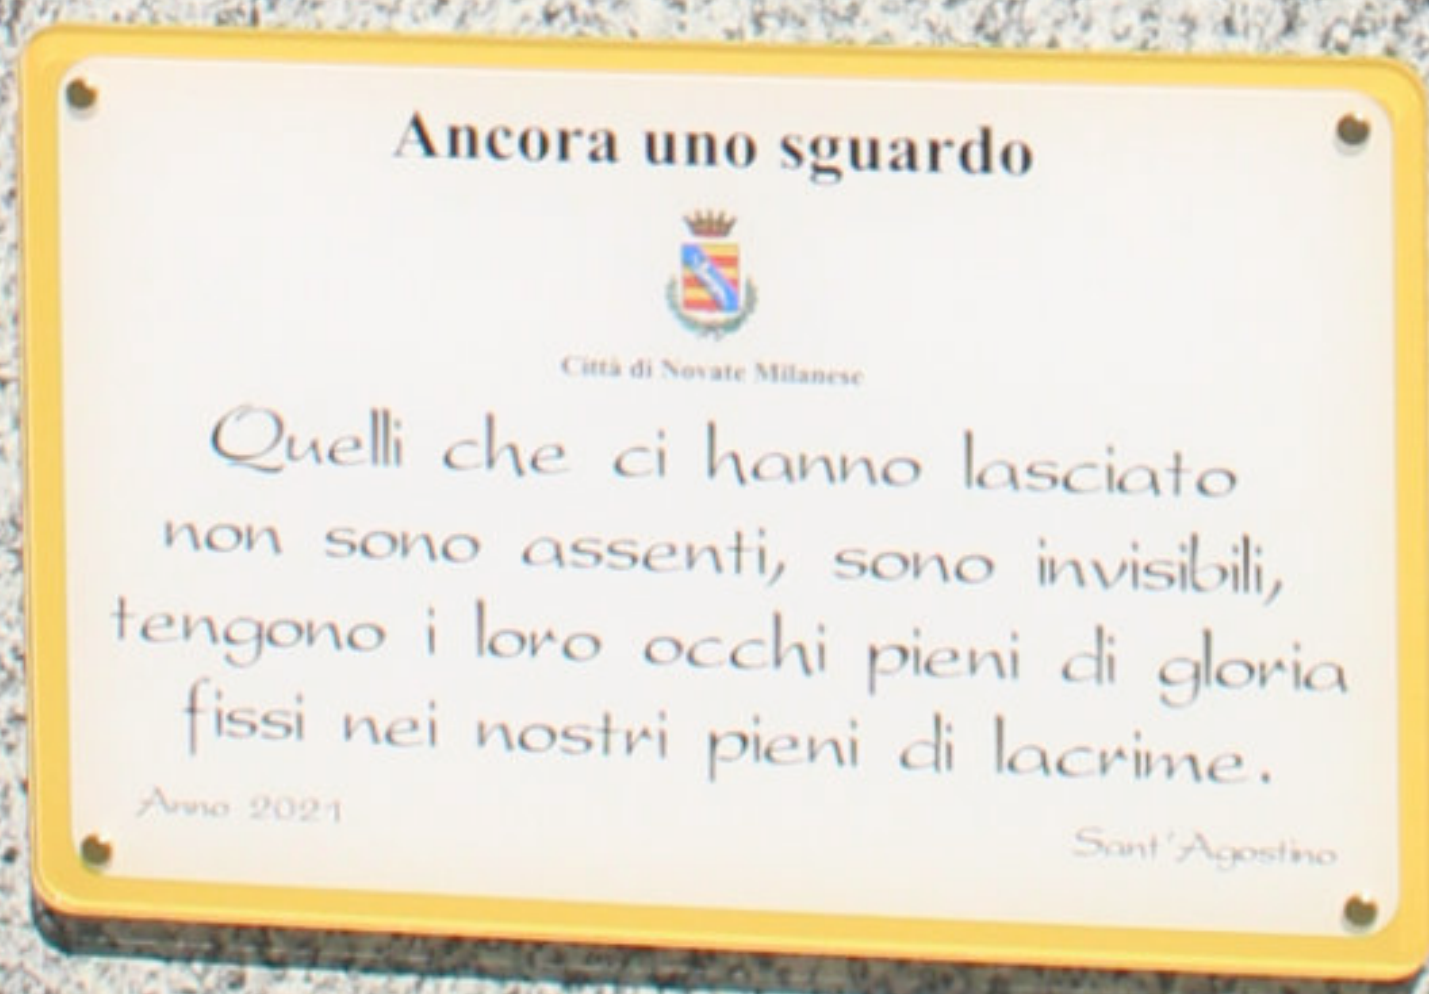 Ancora uno sguardo
Città di Novate Milanese
Quelli che ci hanno lasciato
non sono assenti, sono invisibili,
tengono i loro occhi pieni di gloria
fissi nei nostri pieni di lacrime.
Anno 2021
Sant'Agostino